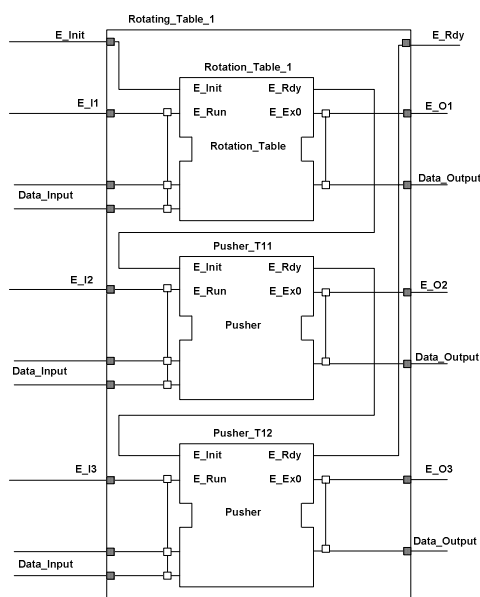 Rotating_Table_1
E_Init
E_Rdy
Rotation_Table_1
E_Init E_Rdy
E_I1
E_Run E_Ex0
E_O1
Rotation_Table
Data_Output
Data_Input
Pusher_T11
E_Init E_Rdy
E_I2
E_Run E_Ex0
E_O2
Pusher
Data_Output
Data_Input
Pusher_T12
E_Init E_Rdy
E_I3
E_Run E_Ex0
E_O3
Pusher
Data_Output
Data_Input